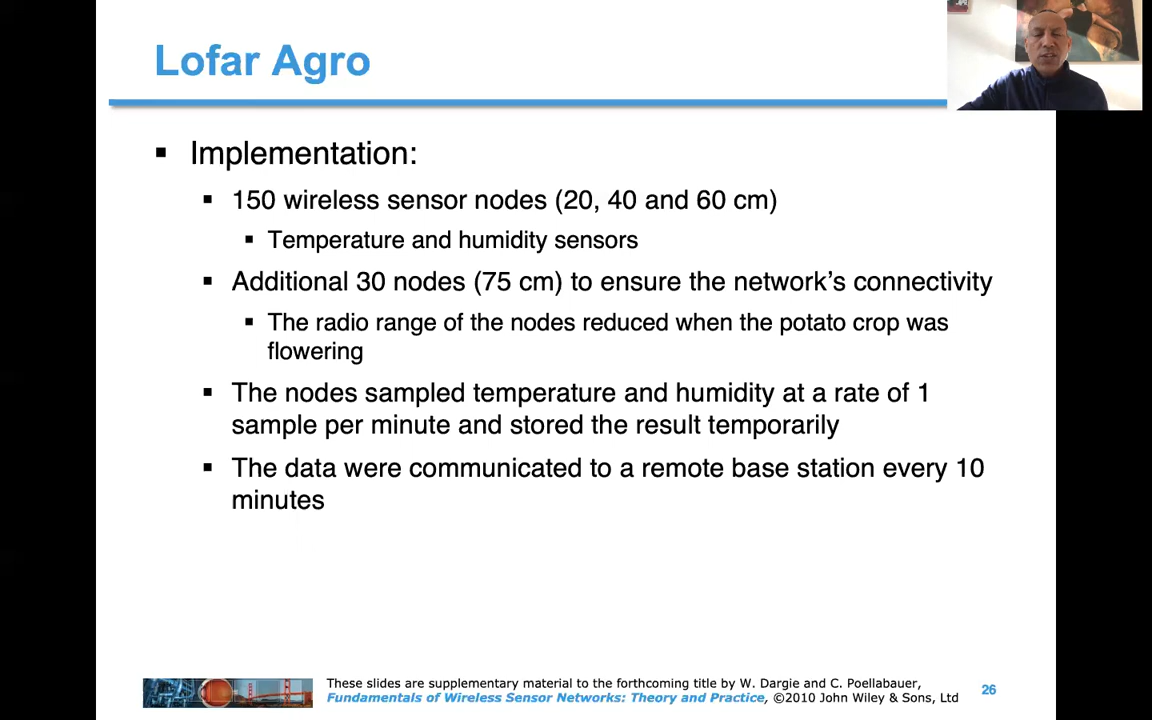 Lofar Agro
Implementation:
150 wireless sensor nodes (20, 40 and 60 cm)
Temperature and humidity sensors
Additional 30 nodes (75 cm) to ensure the network's connectivity
The radio range of the nodes reduced when the potato crop was
flowering
The nodes sampled temperature and humidity at a rate of 1
sample per minute and stored the result temporarily
The data were communicated to a remote base station every 10
minutes
These slides are supplementary material to the forthcoming title by W. Dargie and C. Poellabauer,
Fundamentals of Wireless Sensor Networks: Theory and Practice, ©2010 John Wiley & Sons, Ltd
26